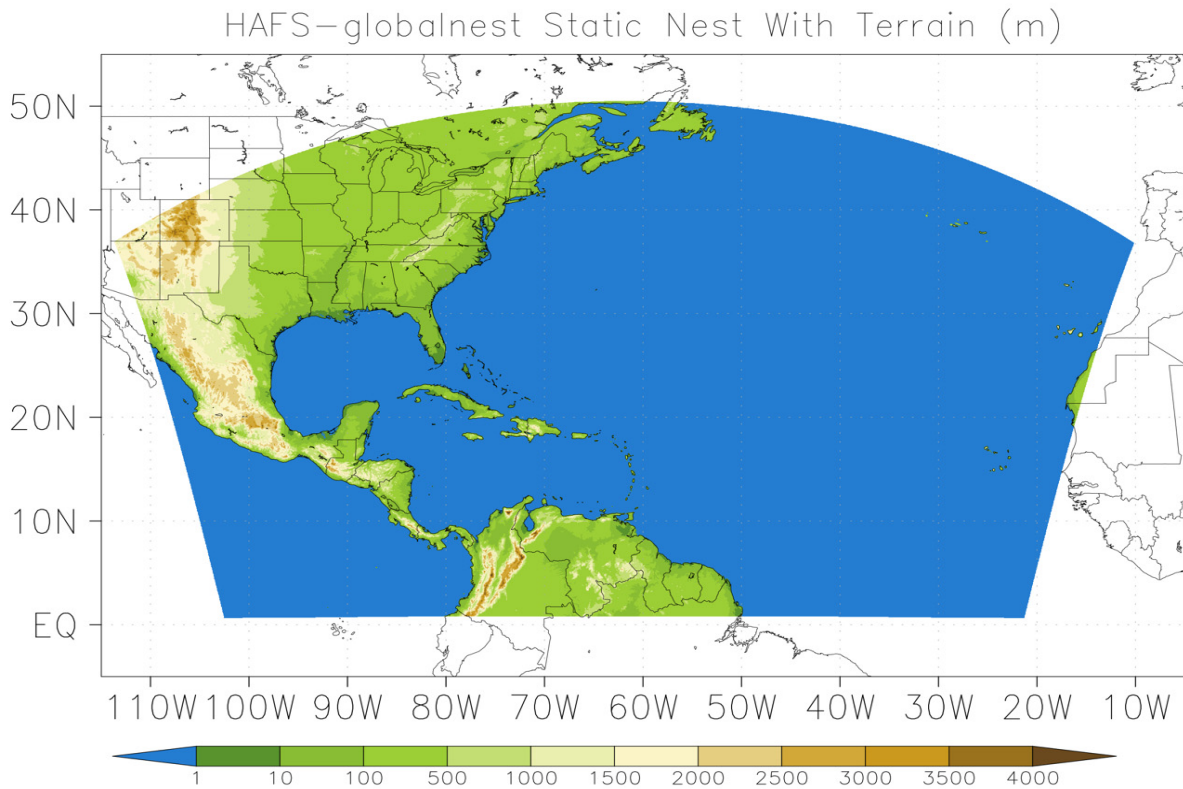 HAFS-globalnest Static Nest With Terrain (m)
50N
40N
30N
20N
10N
EQ
110W 100W 90W 80W 70W 60W 50W 40W 30W 20W 10W
1 10 100 500 1000 1500 2000 2500 3000 3500 4000